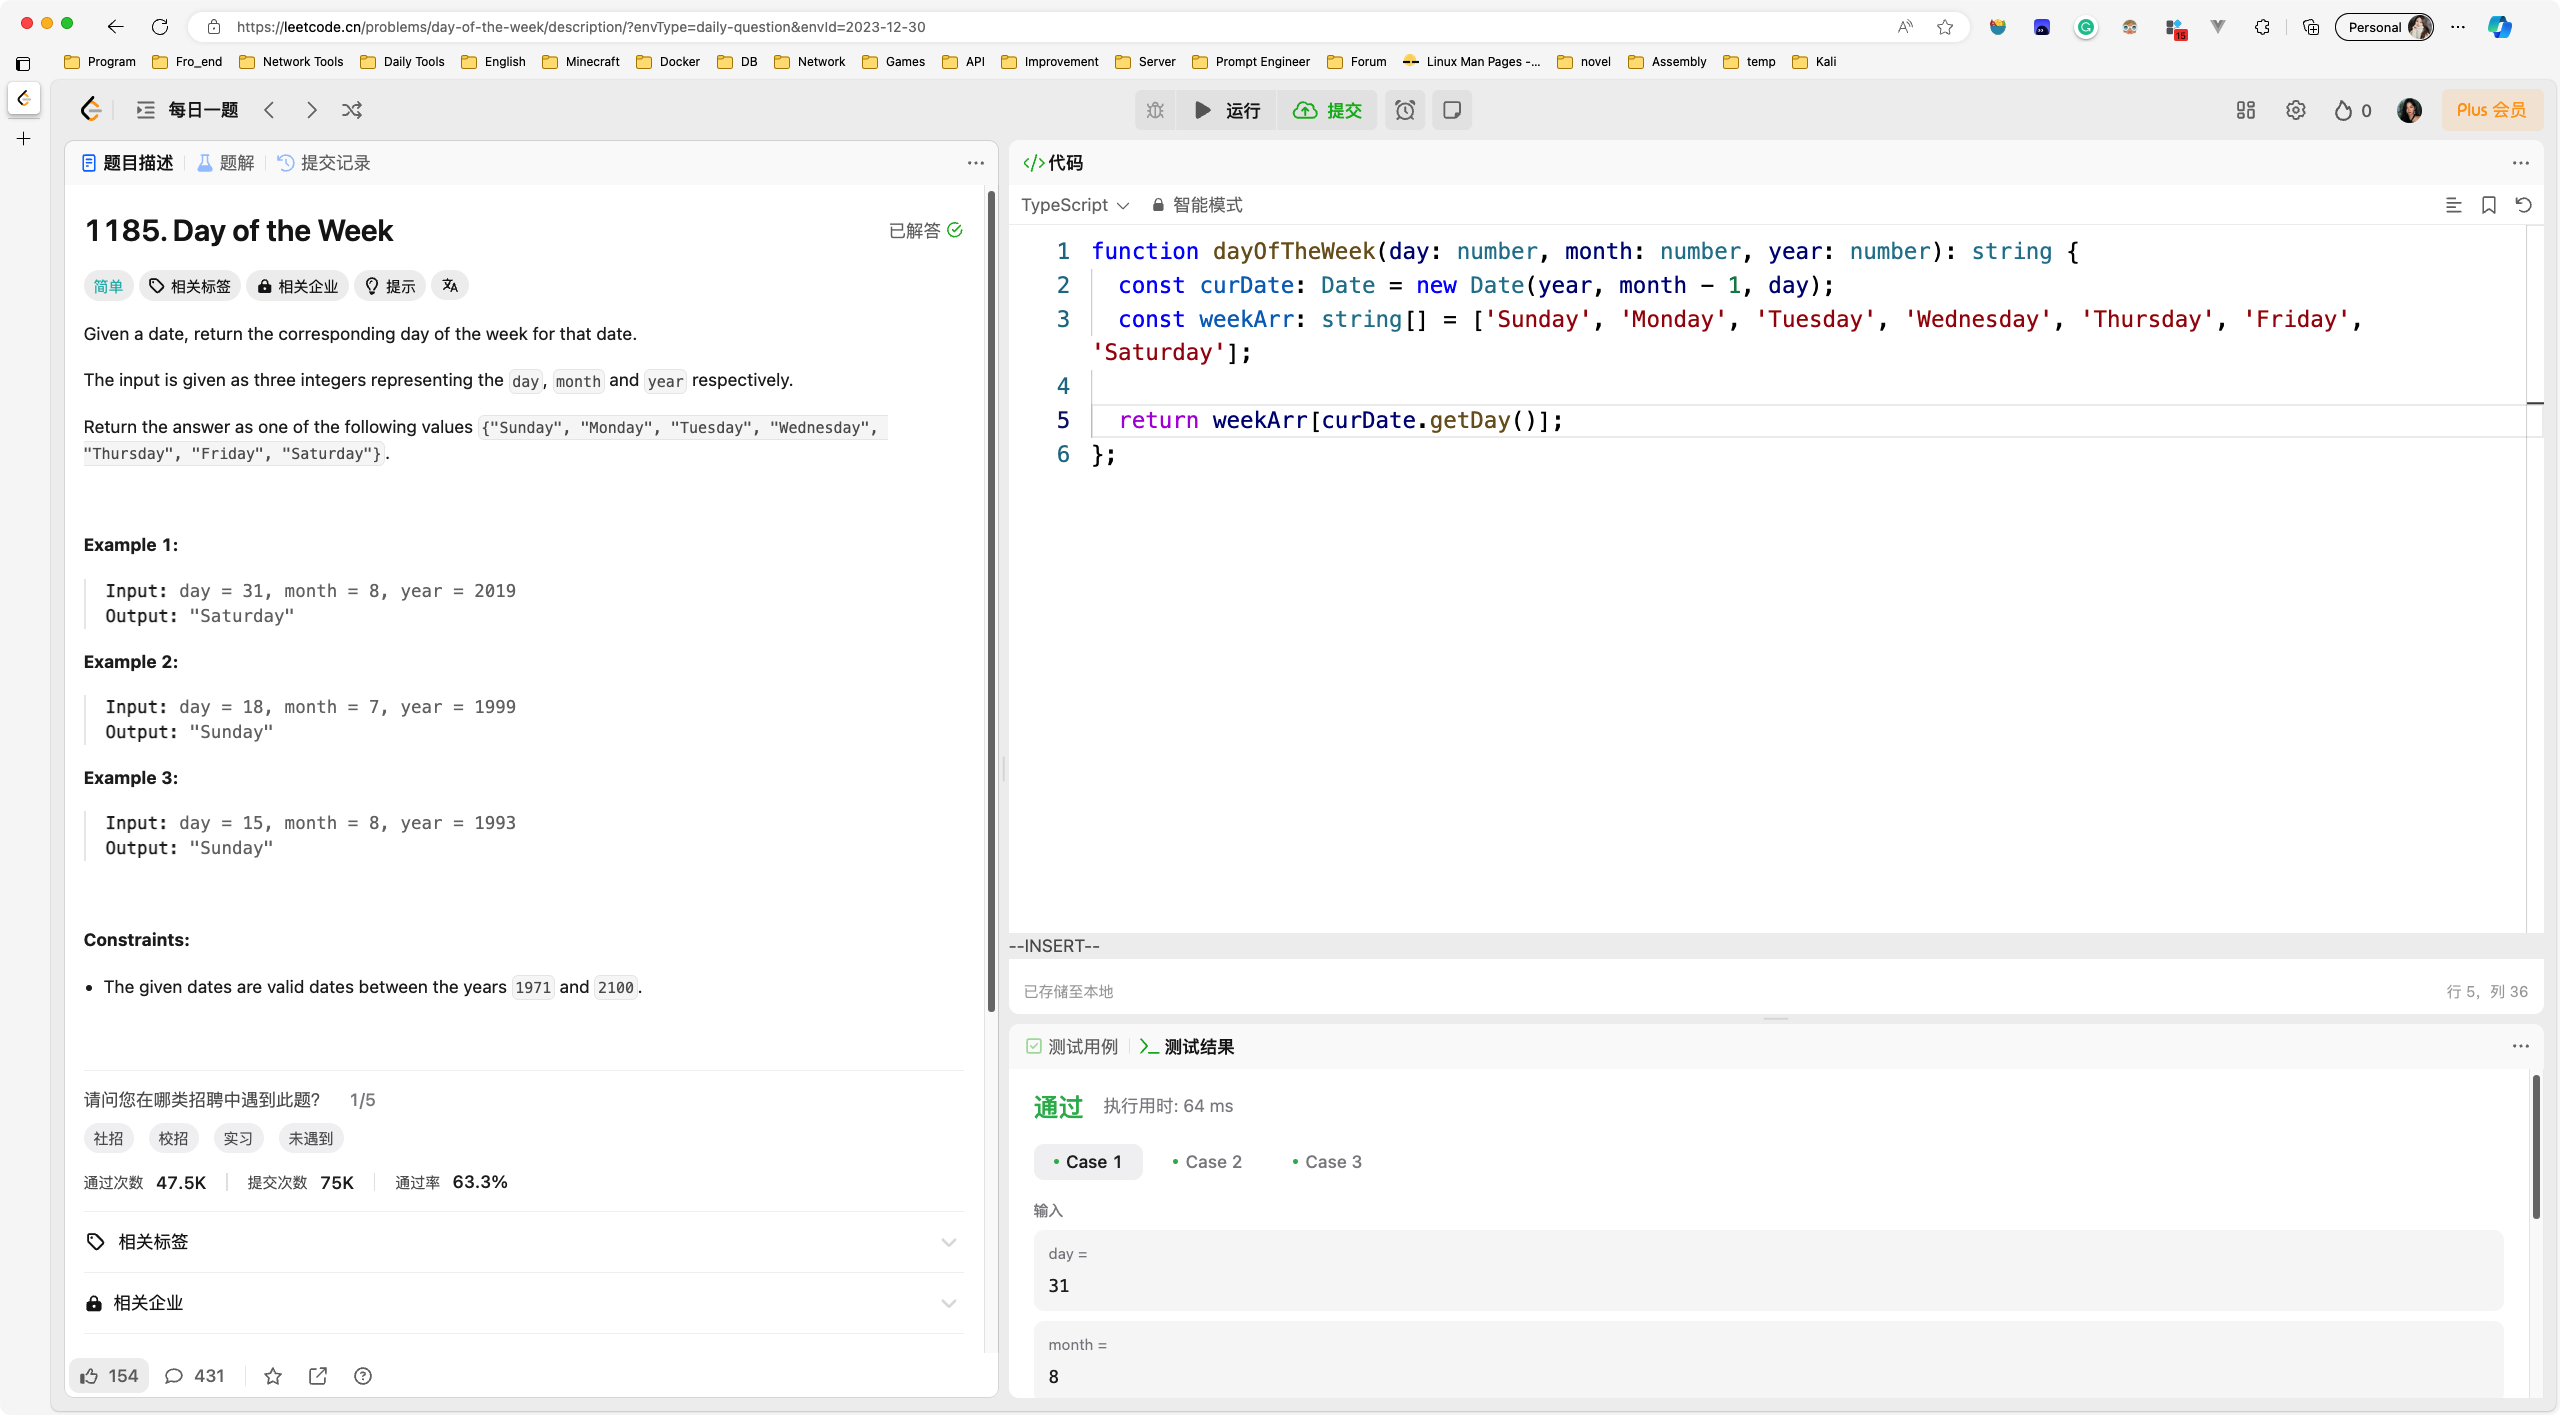 https://leetcode.cn/problems/day-of-the-week/description/?envType=daily-question&envId=2023-12-30
Personal
15
Program
Fro_end
Network Tools
Daily Tools
English
Minecraft
Docker
DB
Network
Games
API
Improvement
Server
Prompt Engineer
Forum
Linux Man Pages -...
novel
Assembly
temp
Kali
每日一题
运行
提交
0
Plus 会员
题目描述
题解
提交记录
1185. Day of the Week
已解答
简单
相关标签
相关企业
提示
Given a date, return the corresponding day of the week for that date.
The input is given as three integers representing the day, month and year respectively.
Return the answer as one of the following values {"Sunday", "Monday", "Tuesday", "Wednesday",
"Thursday", "Friday", "Saturday"}.
Example 1:
Input: day = 31, month = 8, year = 2019
Output: "Saturday"
Example 2:
Input: day = 18, month = 7, year = 1999
Output: "Sunday"
Example 3:
Input: day = 15, month = 8, year = 1993
Output: "Sunday"
Constraints:
• The given dates are valid dates between the years 1971 and 2100.
请问您在哪类招聘中遇到此题? 1/5
社招
校招
实习
未遇到
通过次数 47.5K
提交次数 75K
通过率 63.3%
相关标签
相关企业
154
431
</>代码
TypeScript
智能模式
1 function dayOfTheWeek(day: number, month: number, year: number): string {
2 const curDate: Date = new Date(year, month - 1, day);
3 const weekArr: string[] = ['Sunday', 'Monday', 'Tuesday', 'Wednesday', 'Thursday', 'Friday',
'Saturday'];
4
5 return weekArr[curDate.getDay()];
6 };
--INSERT--
已存储至本地
行 5, 列 36
测试用例
测试结果
通过
执行用时: 64 ms
• Case 1
• Case 2
• Case 3
输入
day =
31
month =
8